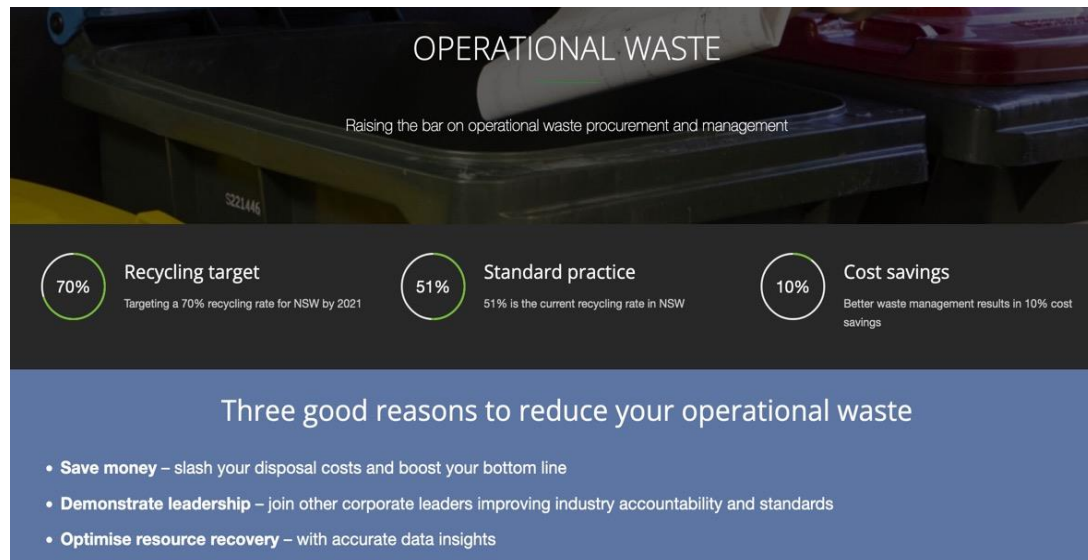 OPERATIONAL WASTE
Raising the bar on operational waste procurement and management
S221446
70%
Recycling target
Targeting a 70% recycling rate for NSW by 2021
51%
Standard practice
51% is the current recycling rate in NSW
10%
Cost savings
Better waste management results in 10% cost
savings
Three good reasons to reduce your operational waste
• Save money – slash your disposal costs and boost your bottom line
• Demonstrate leadership – join other corporate leaders improving industry accountability and standards
• Optimise resource recovery – with accurate data insights